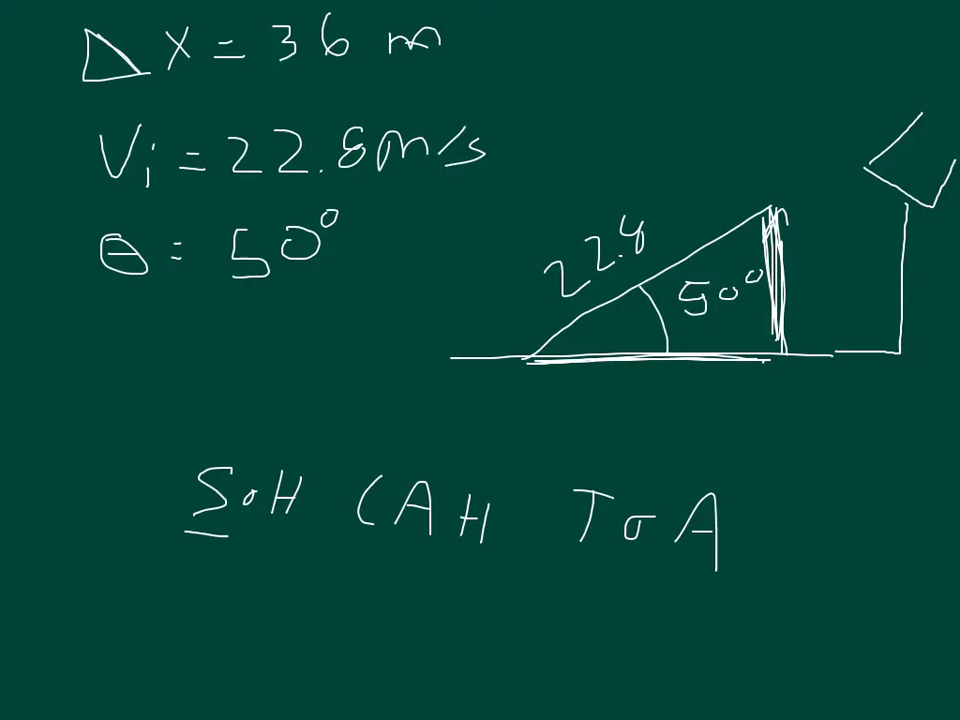 Δx = 36 m
Vi = 22.8 m/s
θ = 50°
22.8
50°
SoH CAH ToA